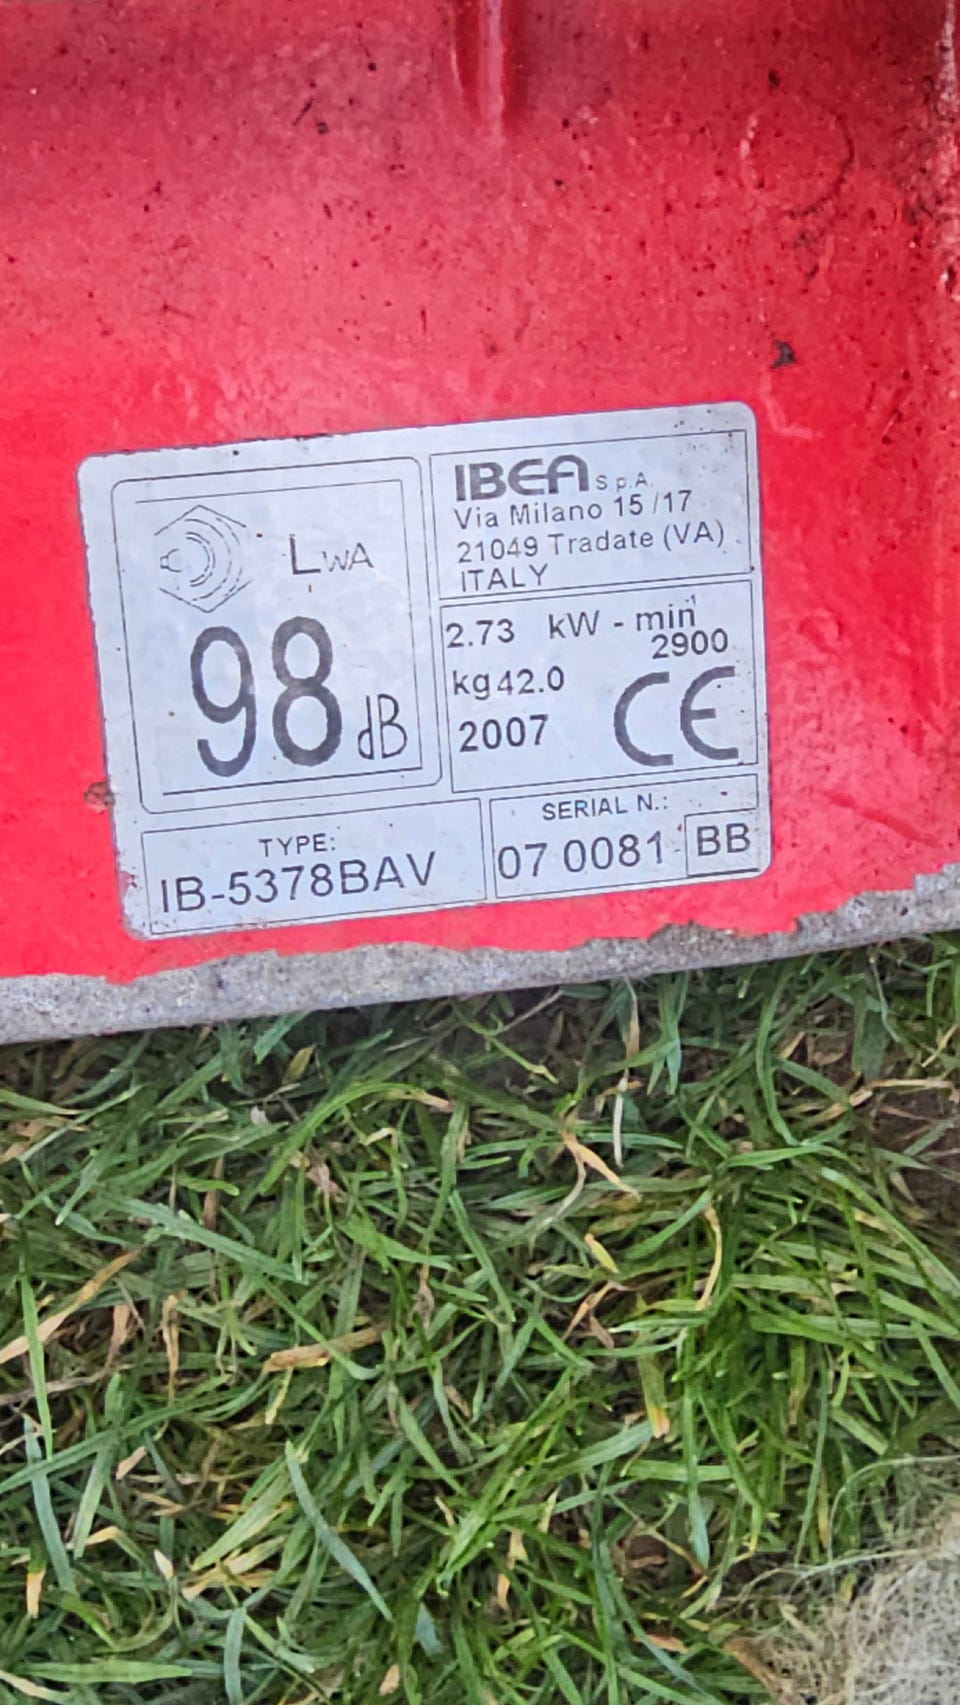 LWA
98 dB
IBEA S.p.A.
Via Milano 15/17
21049 Tradate (VA)
ITALY
2.73 kW - min'
2900
kg 42.0
2007 CE
TYPE:
IB-5378BAV
SERIAL N.:
07 0081 BB